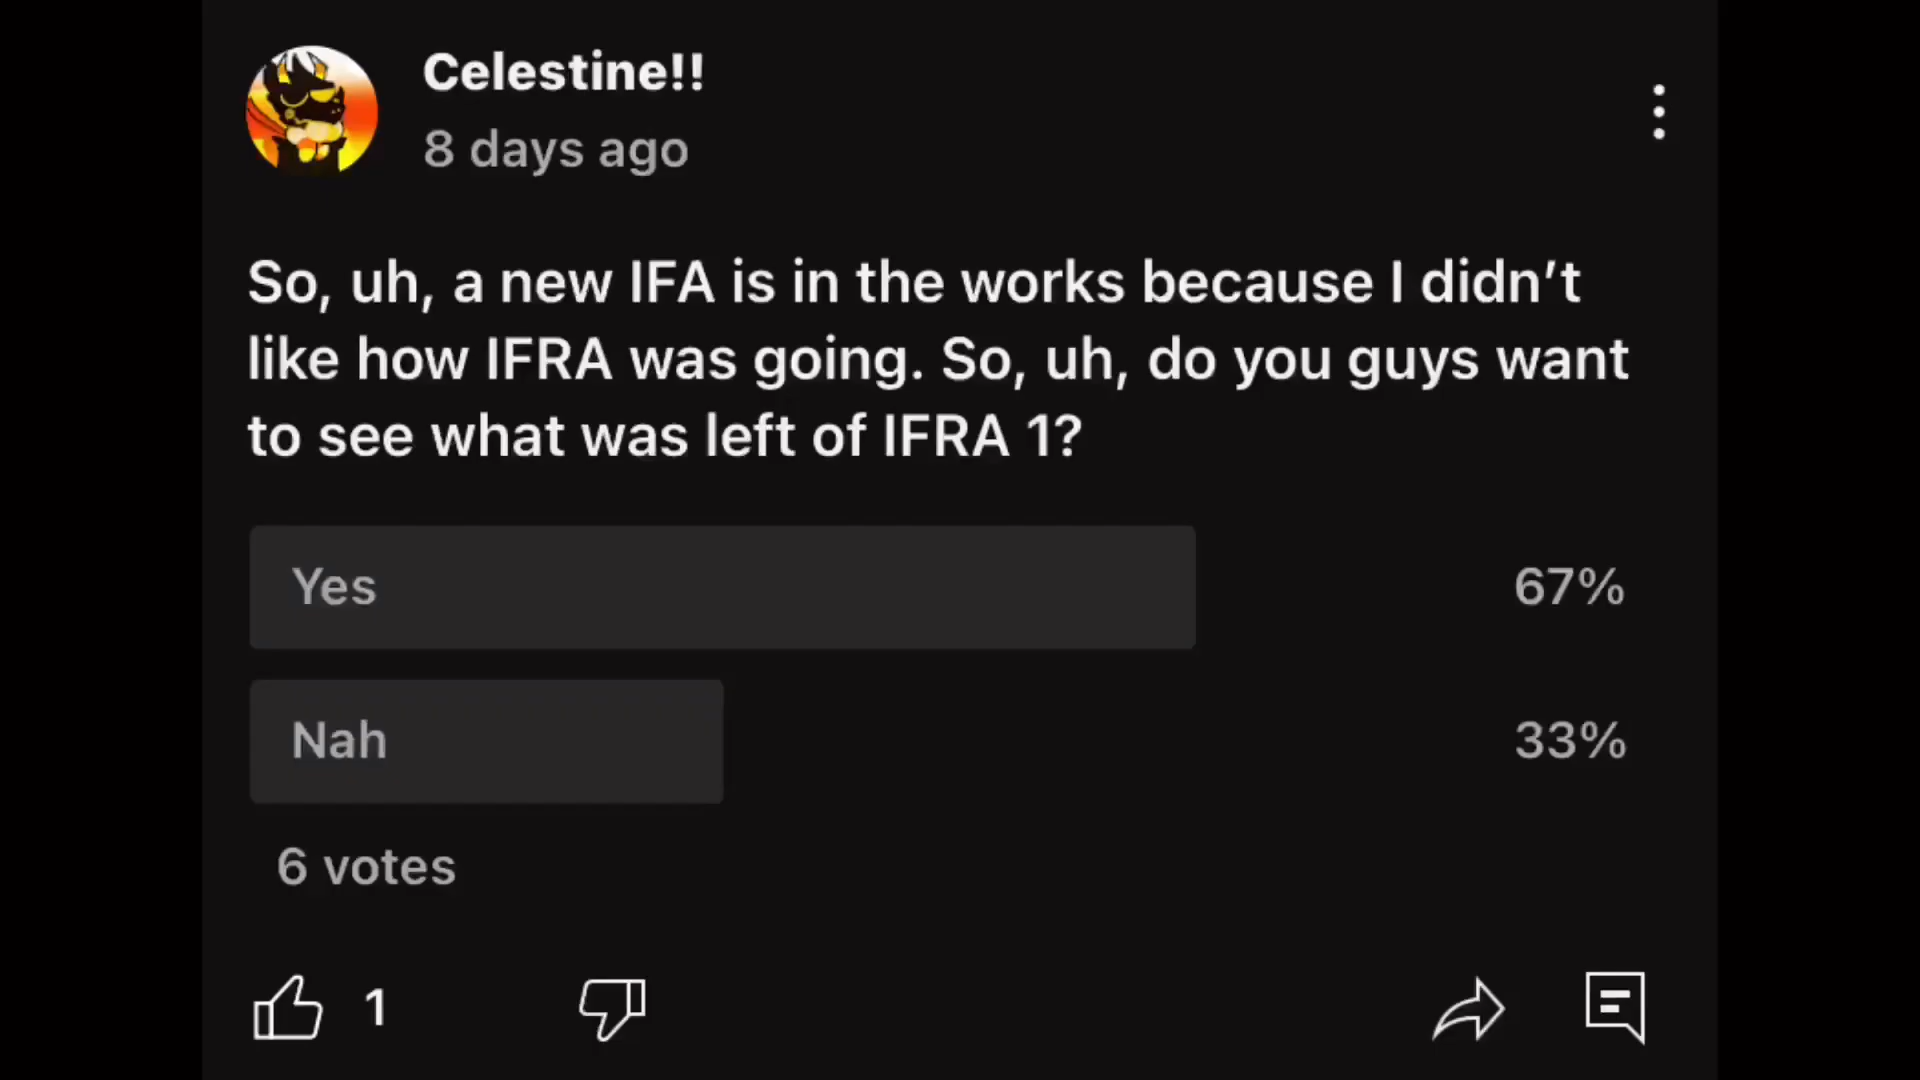 Celestine!!
8 days ago
So, uh, a new IFA is in the works because I didn’t
like how IFRA was going. So, uh, do you guys want
to see what was left of IFRA 1?
Yes
67%
Nah
33%
6 votes
1